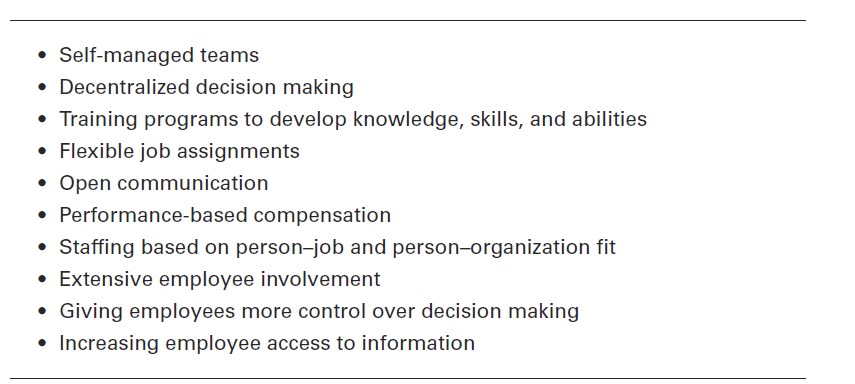 • Self-managed teams
• Decentralized decision making
• Training programs to develop knowledge, skills, and abilities
• Flexible job assignments
• Open communication
• Performance-based compensation
• Staffing based on person–job and person–organization fit
• Extensive employee involvement
• Giving employees more control over decision making
• Increasing employee access to information